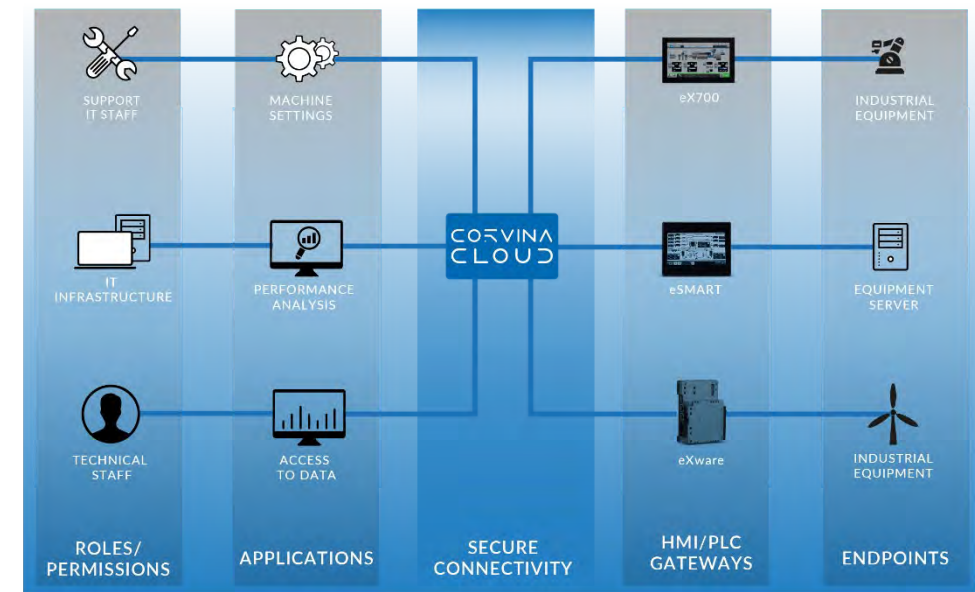 SUPPORT
IT STAFF
MACHINE
SETTINGS
eX700
INDUSTRIAL
EQUIPMENT
CORVINA
CLOUD
IT
INFRASTRUCTURE
PERFORMANCE
ANALYSIS
eSMART
EQUIPMENT
SERVER
TECHNICAL
STAFF
ACCESS
TO DATA
eXware
INDUSTRIAL
EQUIPMENT
ROLES/
PERMISSIONS
APPLICATIONS
SECURE
CONNECTIVITY
HMI/PLC
GATEWAYS
ENDPOINTS